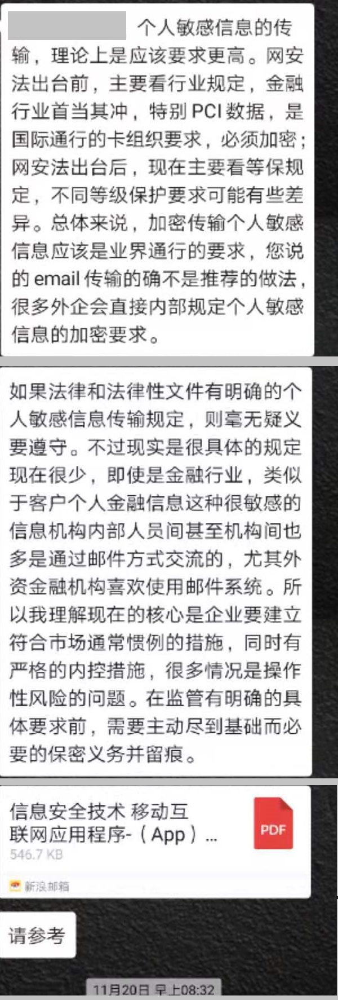 个人敏感信息的传
输，理论上是应该要求更高。网安
法出台前，主要看行业规定，金融
行业首当其冲，特别 PCI 数据，是
国际通行的卡组织要求，必须加密；
网安法出台后，现在主要看等保规
定，不同等级保护要求可能有些差
异。总体来说，加密传输个人敏感
信息应该是业界通行的要求，您说
的 email 传输的确不是推荐的做法，
很多外企会直接内部规定个人敏感
信息的加密要求。
如果法律和法律性文件有明确的个
人敏感信息传输规定，则毫无疑义
要遵守。不过现实是很具体的规定
现在很少，即使是金融行业，类似
于客户个人金融信息这种很敏感的
信息机构内部人员间甚至机构间也
多是通过邮件方式交流的，尤其外
资金融机构喜欢使用邮件系统。所
以我理解现在的核心是企业要建立
符合市场通常惯例的措施，同时有
严格的内控措施，很多情况是操作
性风险的问题。在监管有明确的具
体要求前，需要主动尽到基础而必
要的保密义务并留痕。
信息安全技术 移动互
联网应用程序-（App）...
PDF
546.7 KB
新浪邮箱
请参考
11月20日 早上08:32